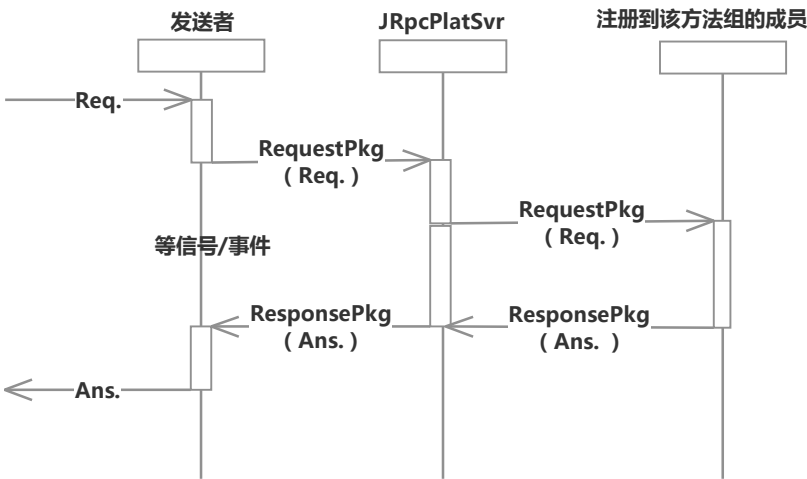 发送者
JRpcPlatSvr
注册到该方法组的成员
Req.
RequestPkg
( Req. )
RequestPkg
( Req. )
等信号/事件
ResponsePkg
( Ans. )
ResponsePkg
( Ans. )
Ans.